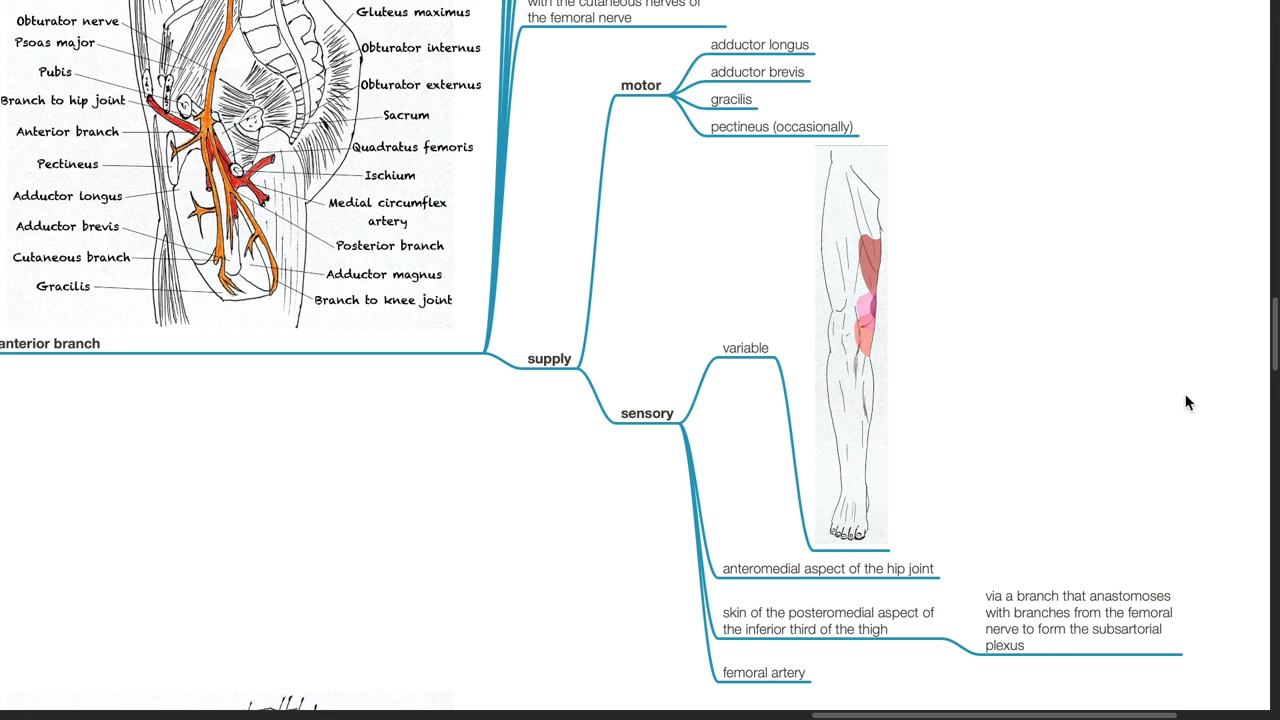 Obturator nerve
Psoas major
Pubis
Branch to hip joint
Anterior branch
Pectineus
Adductor longus
Adductor brevis
Cutaneous branch
Gracilis
Gluteus maximus
Obturator internus
Obturator externus
Sacrum
Quadratus femoris
Ischium
Medial circumflex
artery
Posterior branch
Adductor magnus
Branch to knee joint
with the cutaneous nerves of
the femoral nerve
anterior branch
supply
motor
adductor longus
adductor brevis
gracilis
pectineus (occasionally)
sensory
variable
anteromedial aspect of the hip joint
skin of the posteromedial aspect of
the inferior third of the thigh
via a branch that anastomoses
with branches from the femoral
nerve to form the subsartorial
plexus
femoral artery